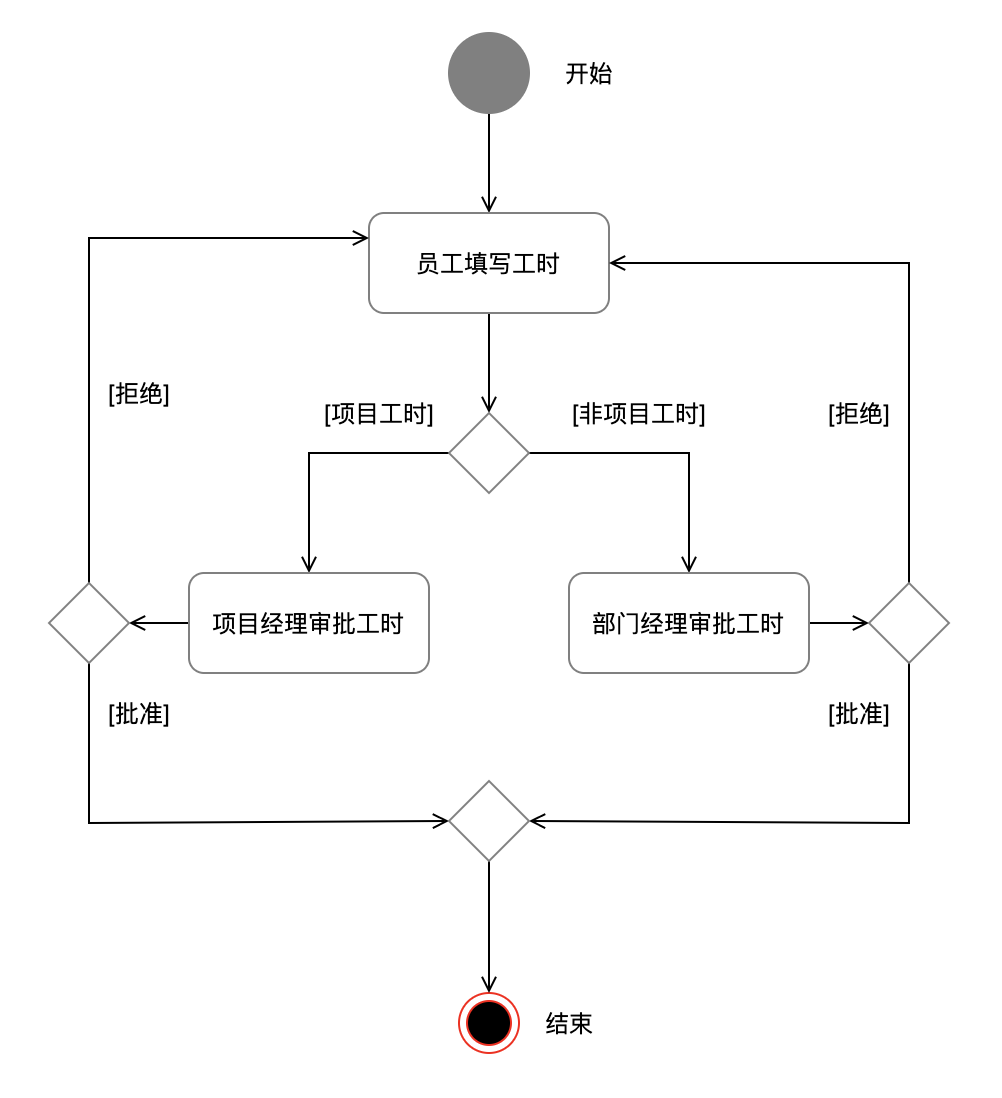 开始
员工填写工时
[拒绝]
[项目工时]
[非项目工时]
[拒绝]
项目经理审批工时
部门经理审批工时
[批准]
[批准]
结束